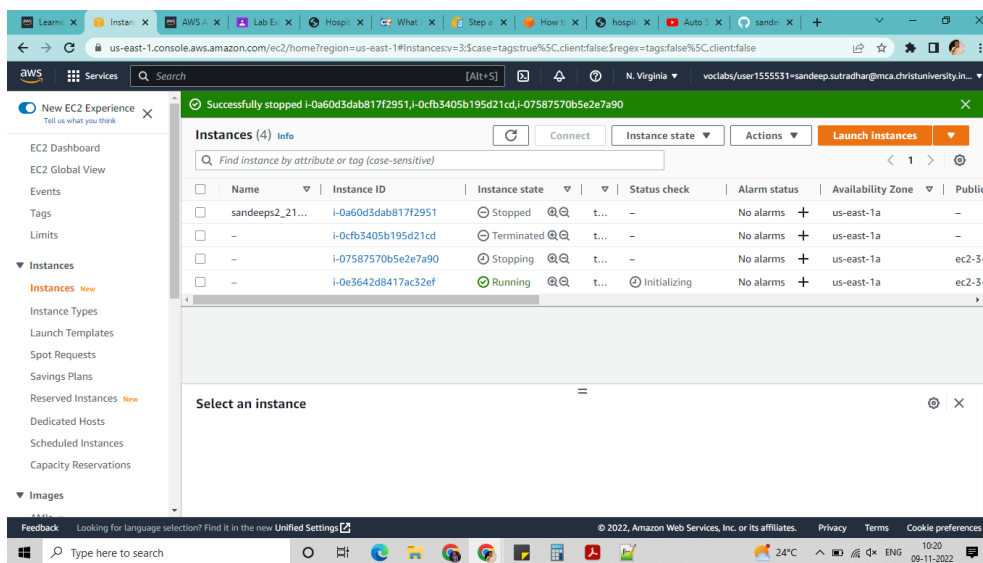 Learne
Instan
AWS A
Lab Ex
Hospit
What I
Step a
How to
hospit
Auto S
sande
us-east-1.console.aws.amazon.com/ec2/home?region=us-east-1#Instances:v=3;$case=tags:true%5C,client:false;$regex=tags:false%5C,client:false
aws Services Search [Alt+S] N. Virginia voclabs/user1555531=sandeep.sutradhar@mca.christuniversity.in...
New EC2 Experience
Tell us what you think
EC2 Dashboard
EC2 Global View
Events
Tags
Limits
Instances
Instances New
Instance Types
Launch Templates
Spot Requests
Savings Plans
Reserved Instances New
Dedicated Hosts
Scheduled Instances
Capacity Reservations
Images
Successfully stopped i-0a60d3dab817f2951,i-0cfb3405b195d21cd,i-07587570b5e2e7a90
Instances (4) Info Connect Instance state Actions Launch instances
Find instance by attribute or tag (case-sensitive) 1
Name Instance ID Instance state Status check Alarm status Availability Zone Public
sandeeps2_21... i-0a60d3dab817f2951 Stopped t... – No alarms + us-east-1a –
– i-0cfb3405b195d21cd Terminated t... – No alarms + us-east-1a –
– i-07587570b5e2e7a90 Stopping t... – No alarms + us-east-1a ec2-3-
– i-0e3642d8417ac32ef Running t... Initializing No alarms + us-east-1a ec2-3-
Select an instance
Feedback Looking for language selection? Find it in the new Unified Settings © 2022, Amazon Web Services, Inc. or its affiliates. Privacy Terms Cookie preferences
Type here to search 24°C ENG 10:20
09-11-2022